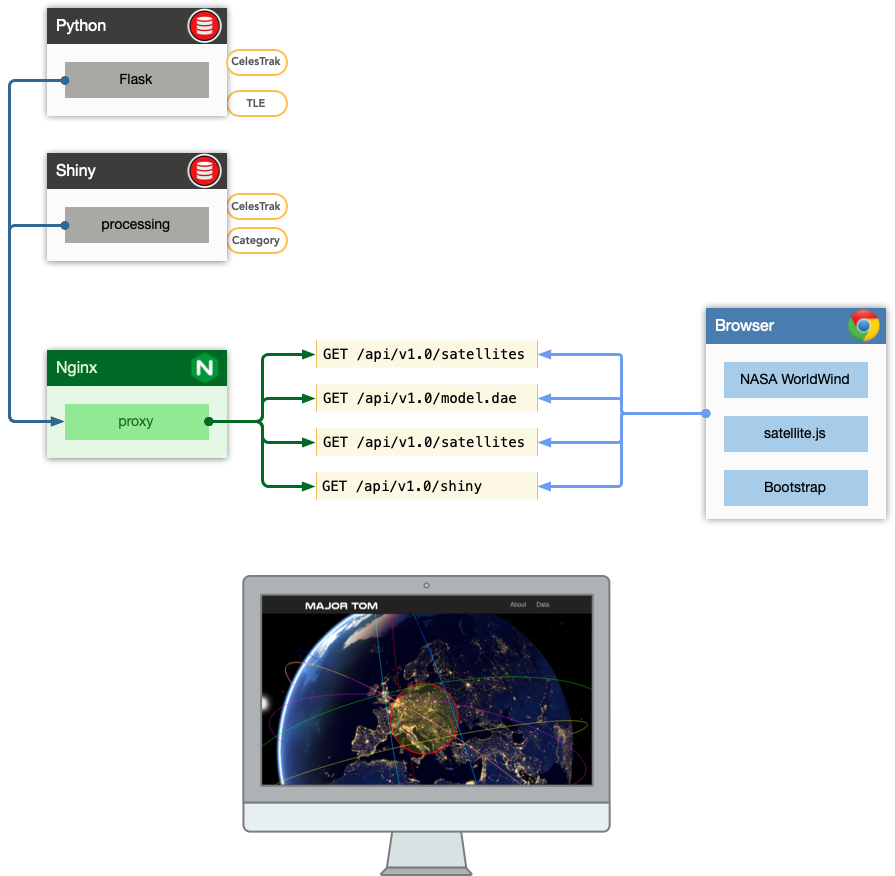 Python
Flask
CelesTrak
TLE
Shiny
processing
CelesTrak
Category
Nginx
N
proxy
GET /api/v1.0/satellites
GET /api/v1.0/model.dae
GET /api/v1.0/satellites
GET /api/v1.0/shiny
Browser
NASA WorldWind
satellite.js
Bootstrap
MAJOR TOM
About Data